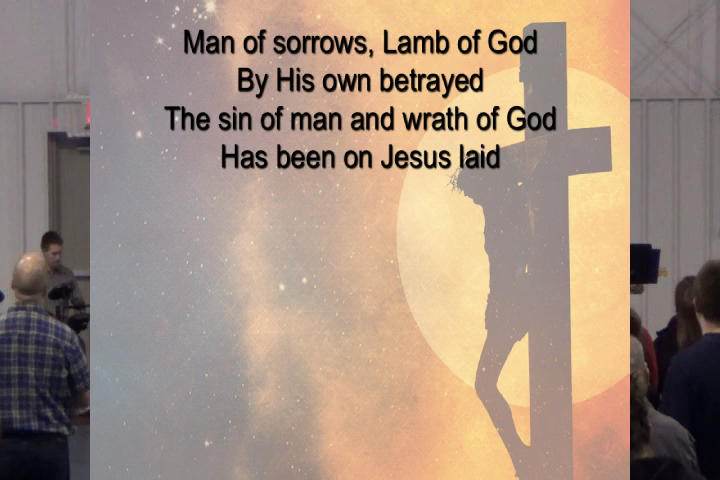 Man of sorrows, Lamb of God
By His own betrayed
The sin of man and wrath of God
Has been on Jesus laid